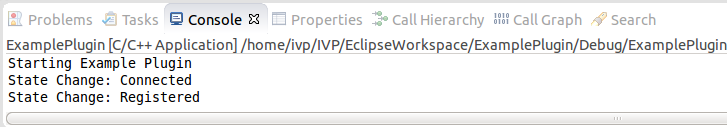 Problems Tasks Console Properties Call Hierarchy Call Graph Search
ExamplePlugin [C/C++ Application] /home/ivp/IVP/EclipseWorkspace/ExamplePlugin/Debug/ExamplePlugin
Starting Example Plugin
State Change: Connected
State Change: Registered